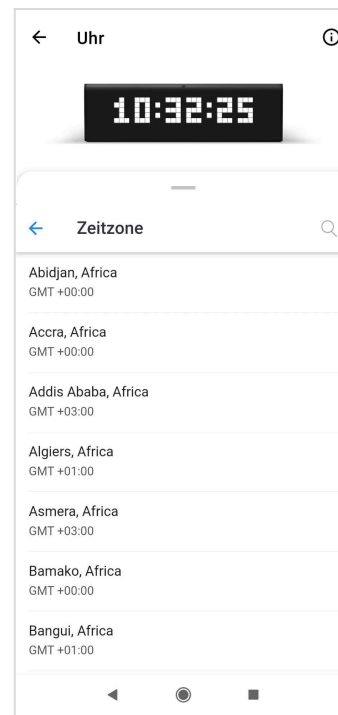 Uhr
10:32:25
Zeitzone
Abidjan, Africa
GMT +00:00
Accra, Africa
GMT +00:00
Addis Ababa, Africa
GMT +03:00
Algiers, Africa
GMT +01:00
Asmera, Africa
GMT +03:00
Bamako, Africa
GMT +00:00
Bangui, Africa
GMT +01:00